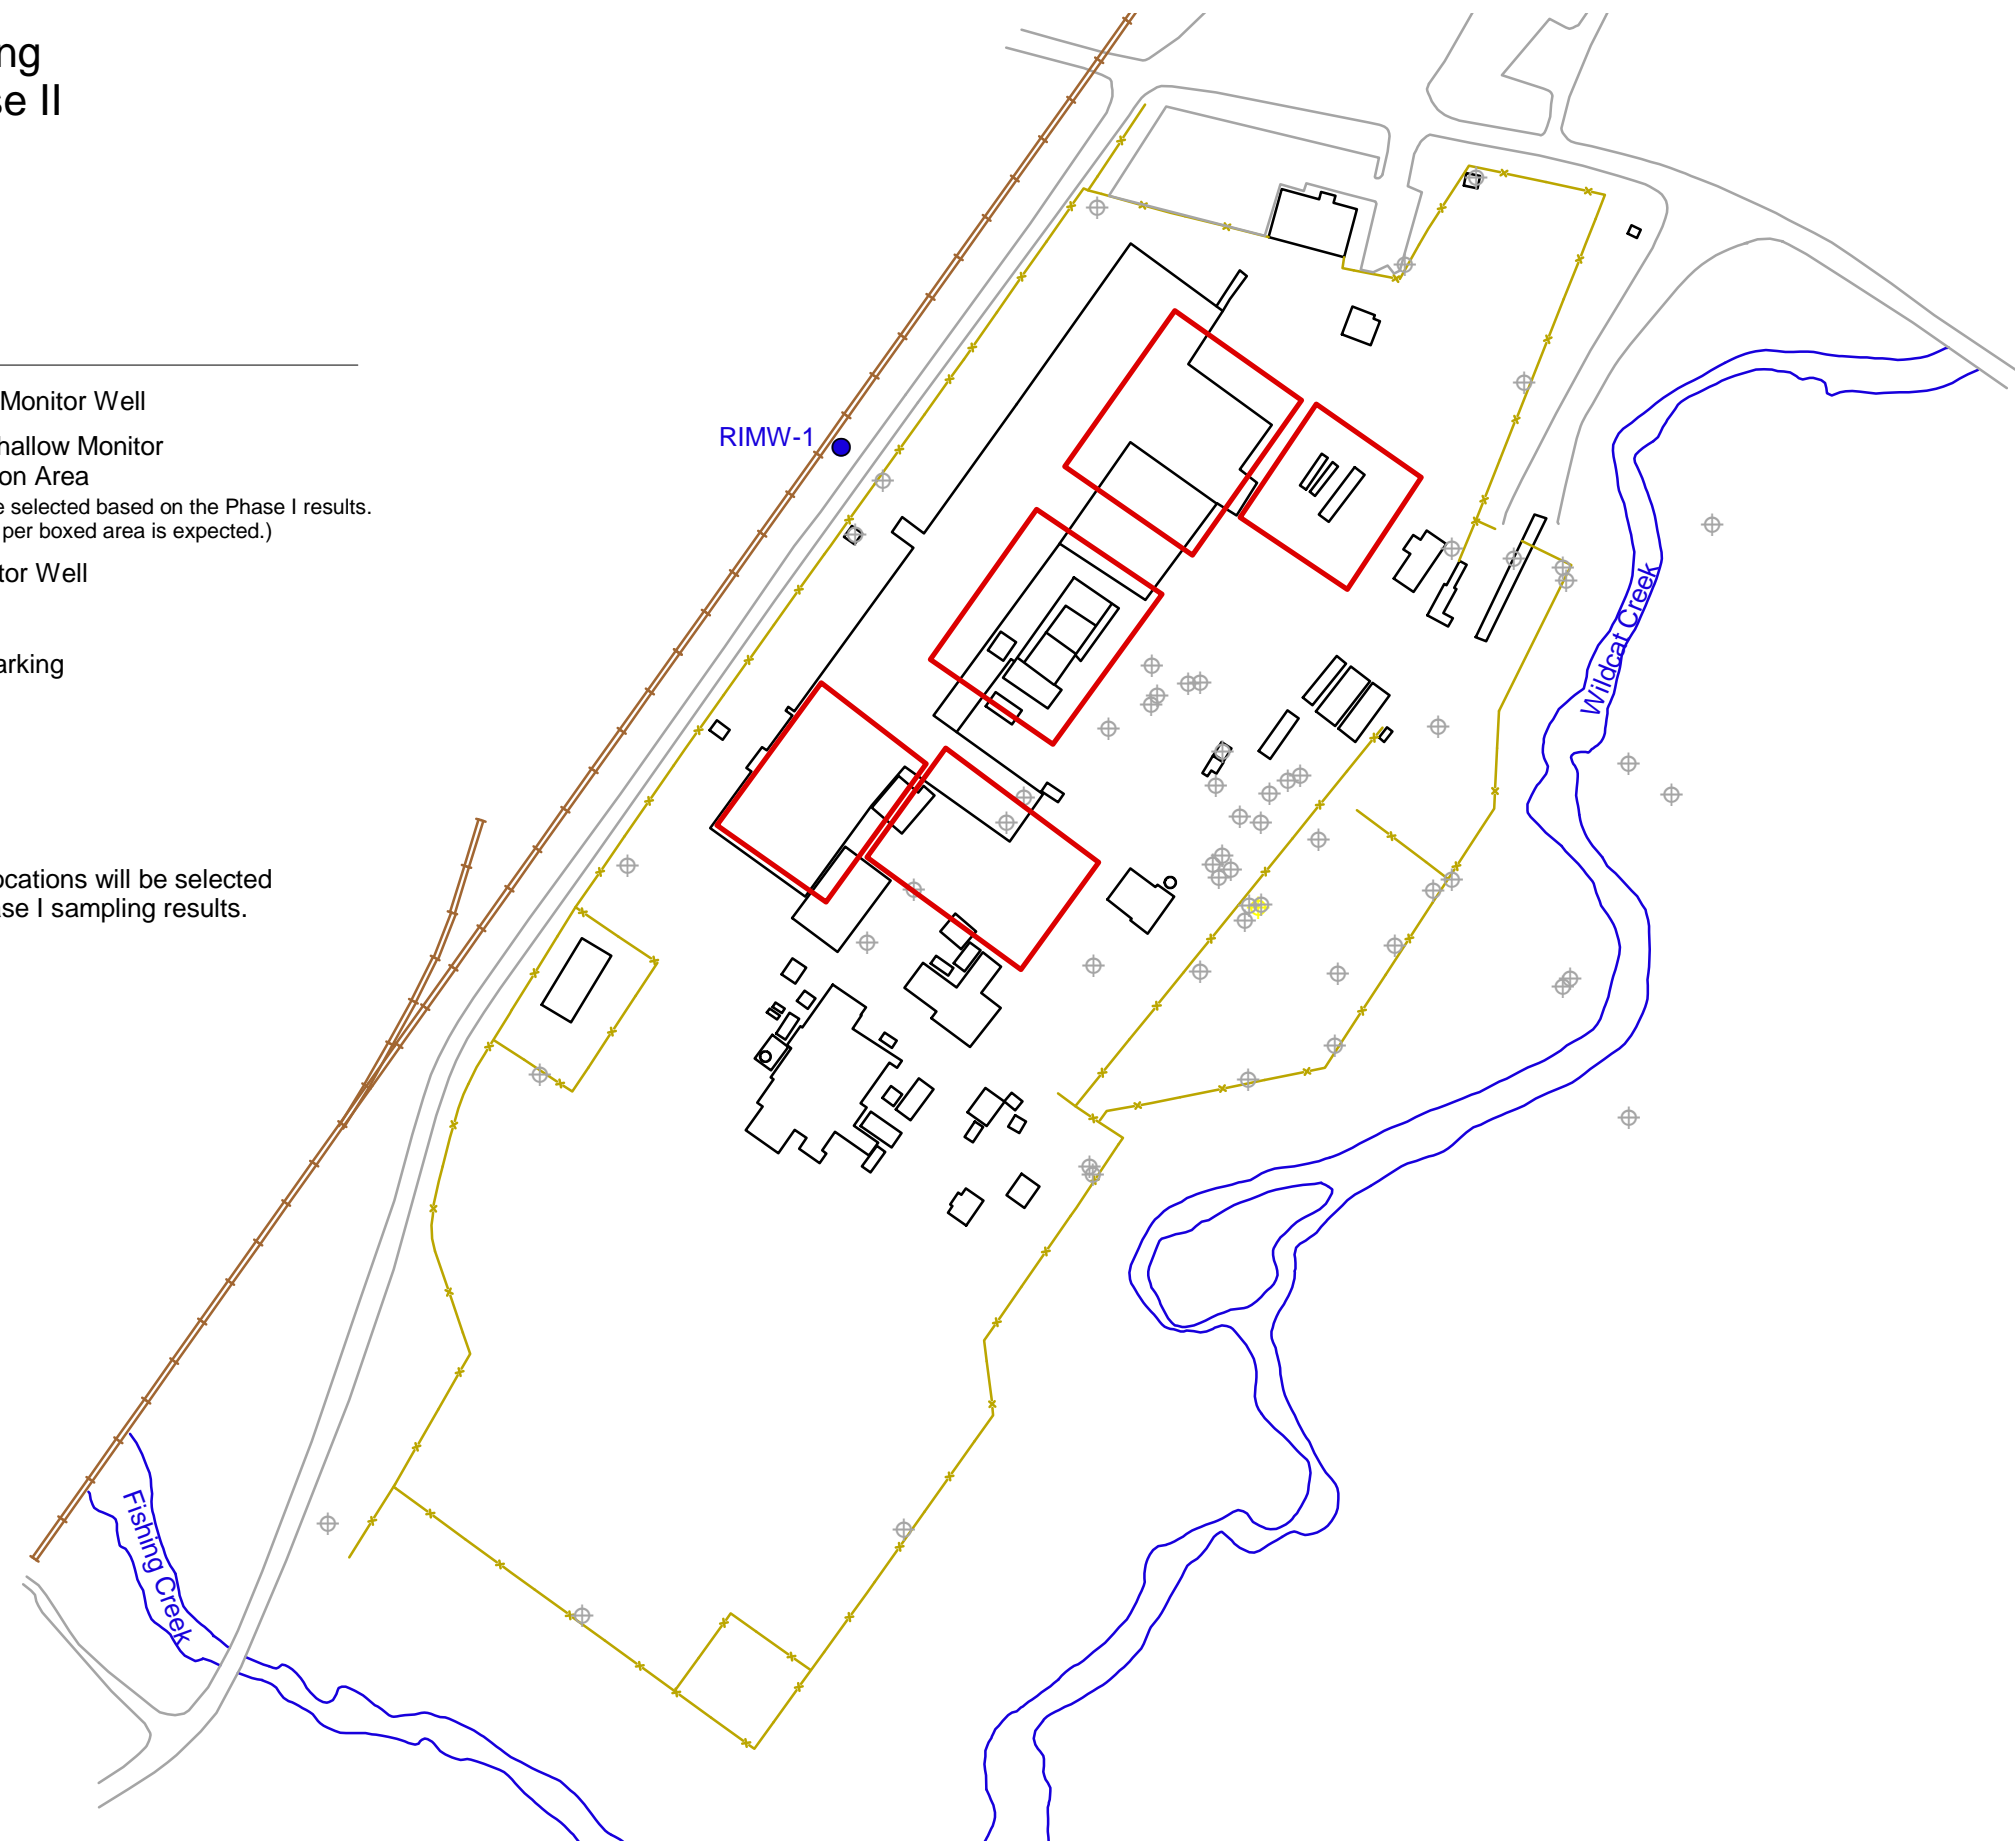 ng
se II
Monitor Well
hallow Monitor
on Area
e selected based on the Phase I results.
per boxed area is expected.)
tor Well
arking
ocations will be selected
ase I sampling results.
RIMW-1
Wildcat Creek
Fishing Creek